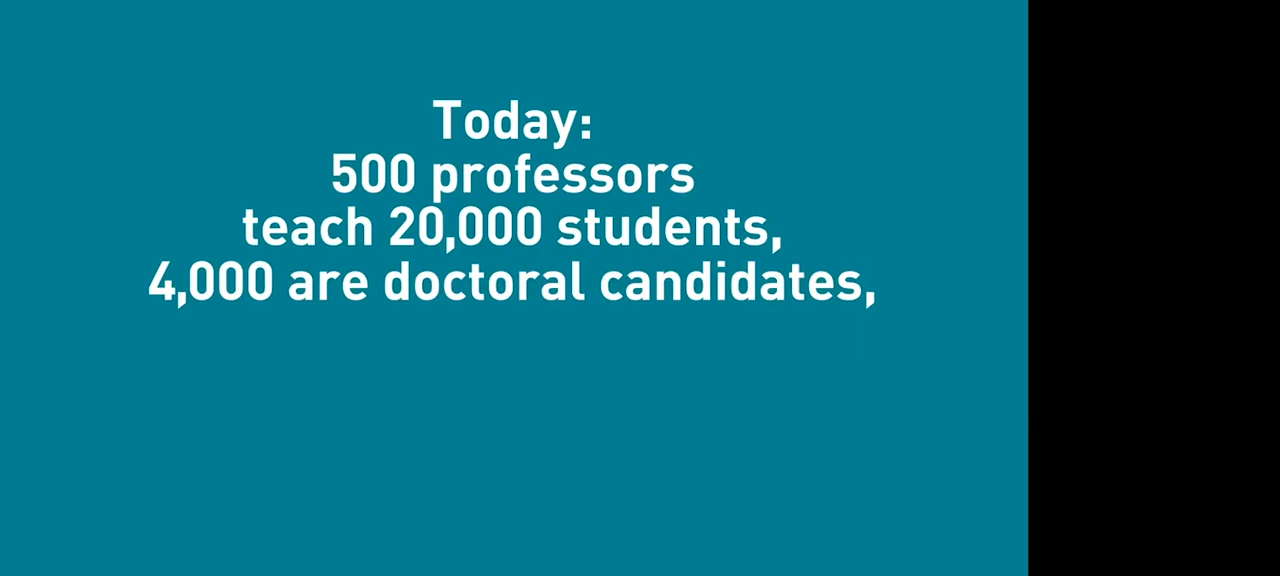 Today:
500 professors
teach 20,000 students,
4,000 are doctoral candidates,